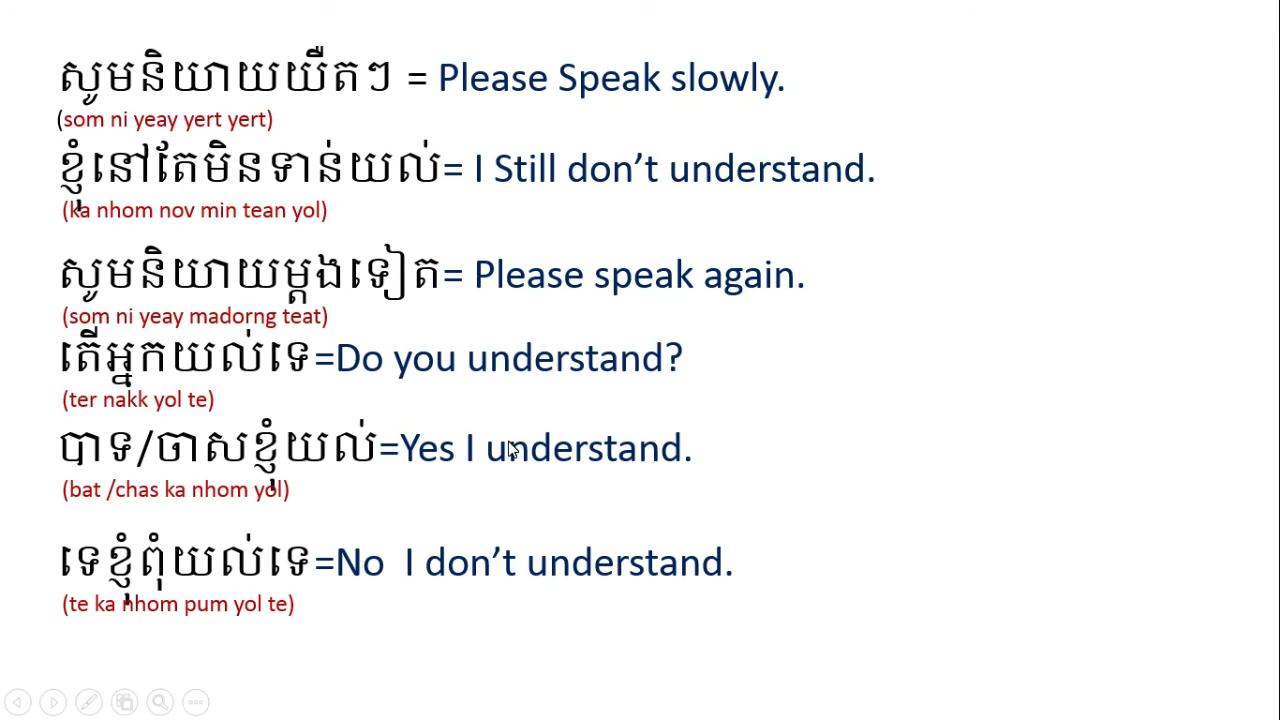 សូមនិយាយយឺតៗ = Please Speak slowly.
(som ni yeay yert yert)
ខ្ញុំនៅតែមិនទាន់យល់= I Still don’t understand.
(ka nhom nov min tean yol)
សូមនិយាយម្តងទៀត= Please speak again.
(som ni yeay madorng teat)
តើអ្នកយល់ទេ=Do you understand?
(ter nakk yol te)
បាទ/ចាសខ្ញុំយល់=Yes I understand.
(bat /chas ka nhom yol)
ទេខ្ញុំពុំយល់ទេ=No  I don’t understand.
(te ka nhom pum yol te)